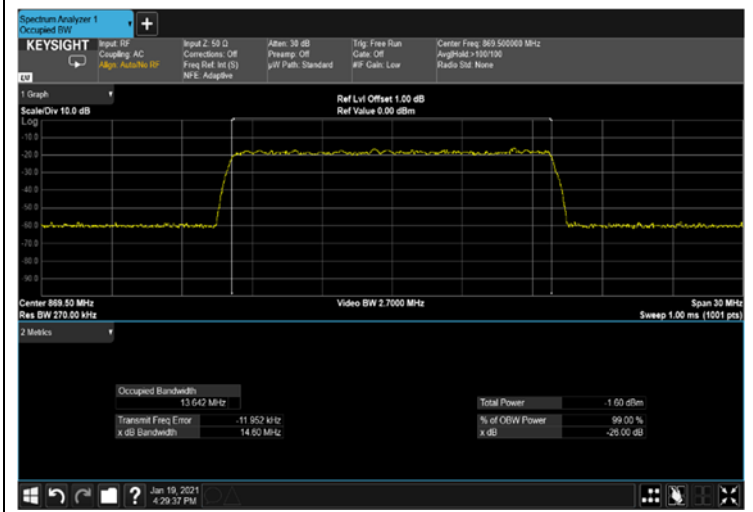 Spectrum Analyzer 1
Occupied BW
+
KEYSIGHT
Input: RF
Coupling: AC
Align: Auto/No RF
Input Z: 50 Ω
Corrections: Off
Freq Ref: Int (S)
NFE: Adaptive
Atten: 30 dB
Preamp: Off
µW Path: Standard
Trig: Free Run
Gate: Off
#IF Gain: Low
Center Freq: 869.500000 MHz
Avg|Hold:>100/100
Radio Std: None
1 Graph
Scale/Div 10.0 dB
Ref Lvl Offset 1.00 dB
Ref Value 0.00 dBm
Log
-10.0
-20.0
-30.0
-40.0
-50.0
-60.0
-70.0
-80.0
-90.0
Center 869.50 MHz
Res BW 270.00 kHz
Video BW 2.7000 MHz
Span 30 MHz
Sweep 1.00 ms (1001 pts)
2 Metrics
Occupied Bandwidth
13.642 MHz
Transmit Freq Error -11.952 kHz
x dB Bandwidth 14.60 MHz
Total Power -1.60 dBm
% of OBW Power 99.00 %
x dB -26.00 dB
?
Jan 19, 2021
4:29:37 PM